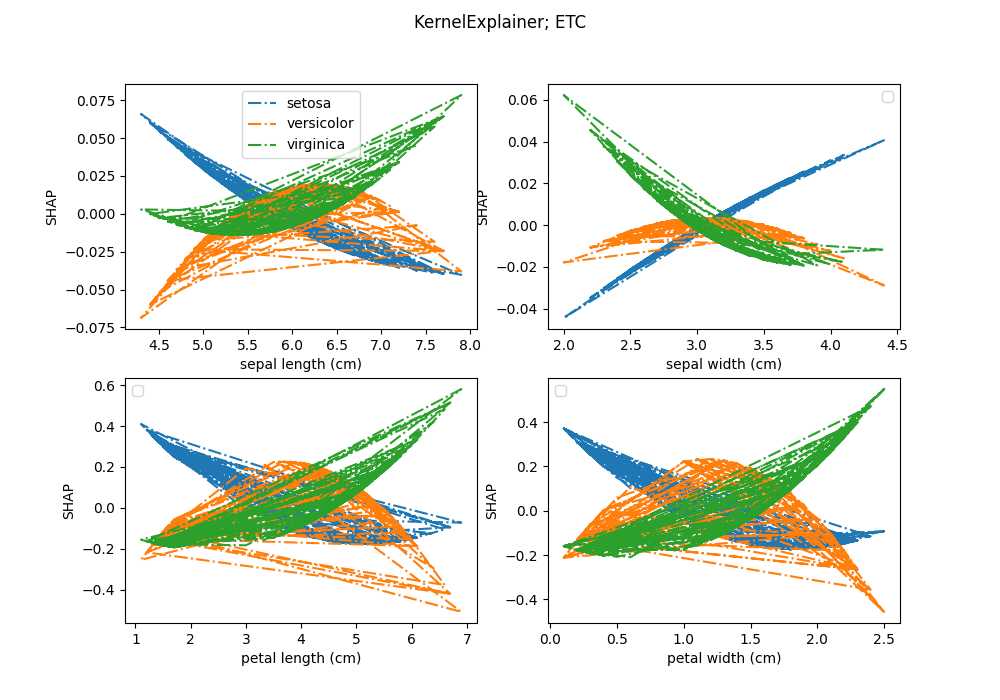 KernelExplainer; ETC
0.075
0.050
0.025
0.000
−0.025
−0.050
−0.075
SHAP
4.5 5.0 5.5 6.0 6.5 7.0 7.5 8.0
sepal length (cm)
setosa
versicolor
virginica
0.06
0.04
0.02
0.00
−0.02
−0.04
SHAP
2.0 2.5 3.0 3.5 4.0 4.5
sepal width (cm)
0.6
0.4
0.2
0.0
−0.2
−0.4
SHAP
1 2 3 4 5 6 7
petal length (cm)
0.4
0.2
0.0
−0.2
−0.4
SHAP
0.0 0.5 1.0 1.5 2.0 2.5
petal width (cm)